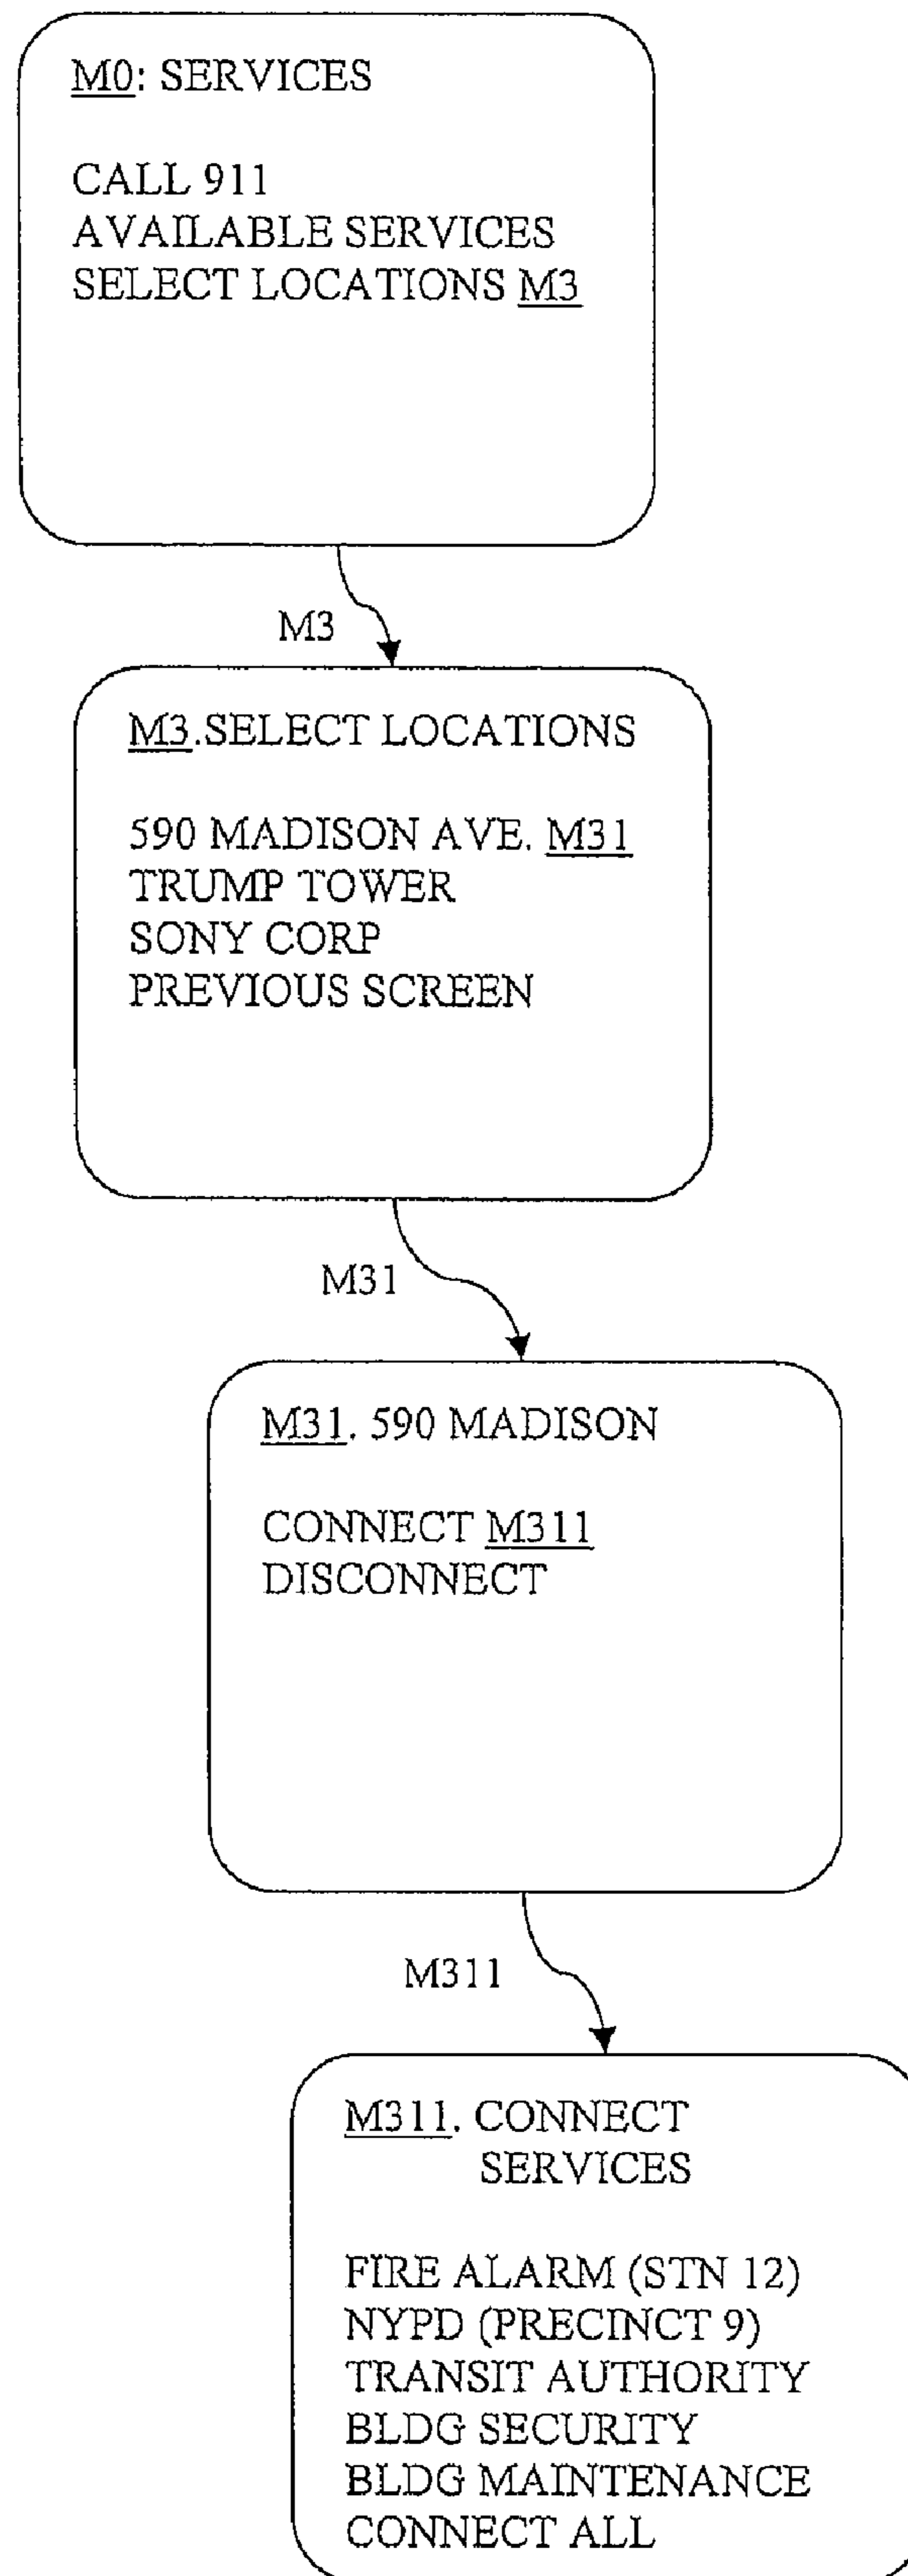 M0: SERVICES
CALL 911
AVAILABLE SERVICES
SELECT LOCATIONS M3
M3
M3.SELECT LOCATIONS
590 MADISON AVE. M31
TRUMP TOWER
SONY CORP
PREVIOUS SCREEN
M31
M31. 590 MADISON
CONNECT M311
DISCONNECT
M311
M311. CONNECT
SERVICES
FIRE ALARM (STN 12)
NYPD (PRECINCT 9)
TRANSIT AUTHORITY
BLDG SECURITY
BLDG MAINTENANCE
CONNECT ALL